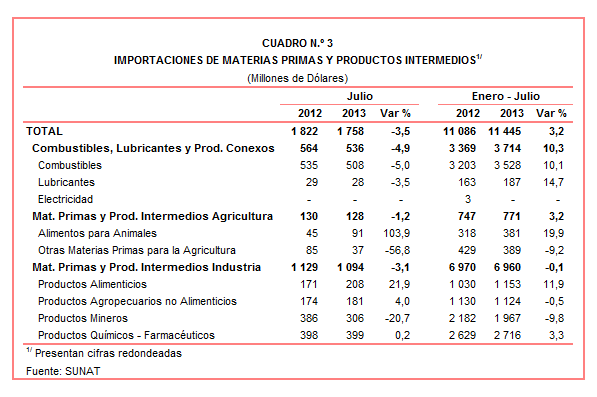 CUADRO N.º 3
IMPORTACIONES DE MATERIAS PRIMAS Y PRODUCTOS INTERMEDIOS1/
(Millones de Dólares)
Julio Enero - Julio
2012 2013 Var % 2012 2013 Var %
TOTAL 1 822 11 758 -3,5 11 086 11 445 3,2
Combustibles, Lubricantes y Prod. Conexos 564 536 -4,9 3 369 3 714 10,3
Combustibles 535 508 -5,0 3 203 3 528 10,1
Lubricantes 29 28 -3,5 163 187 14,7
Electricidad - - - 3 - -
Mat. Primas y Prod. Intermedios Agricultura 130 128 -1,2 747 771 3,2
Alimentos para Animales 45 91 103,9 318 381 19,9
Otras Materias Primas para la Agricultura 85 37 -56,8 429 389 -9,2
Mat. Primas y Prod. Intermedios Industria 1 129 1 094 -3,1 6 970 6 960 -0,1
Productos Alimenticios 171 208 21,9 1 030 1 153 11,9
Productos Agropecuarios no Alimenticios 174 181 4,0 1 130 1 124 -0,5
Productos Mineros 386 306 -20,7 2 182 1 967 -9,8
Productos Químicos - Farmacéuticos 398 399 0,2 2 629 2 716 3,3
1/ Presentan cifras redondeadas
Fuente: SUNAT